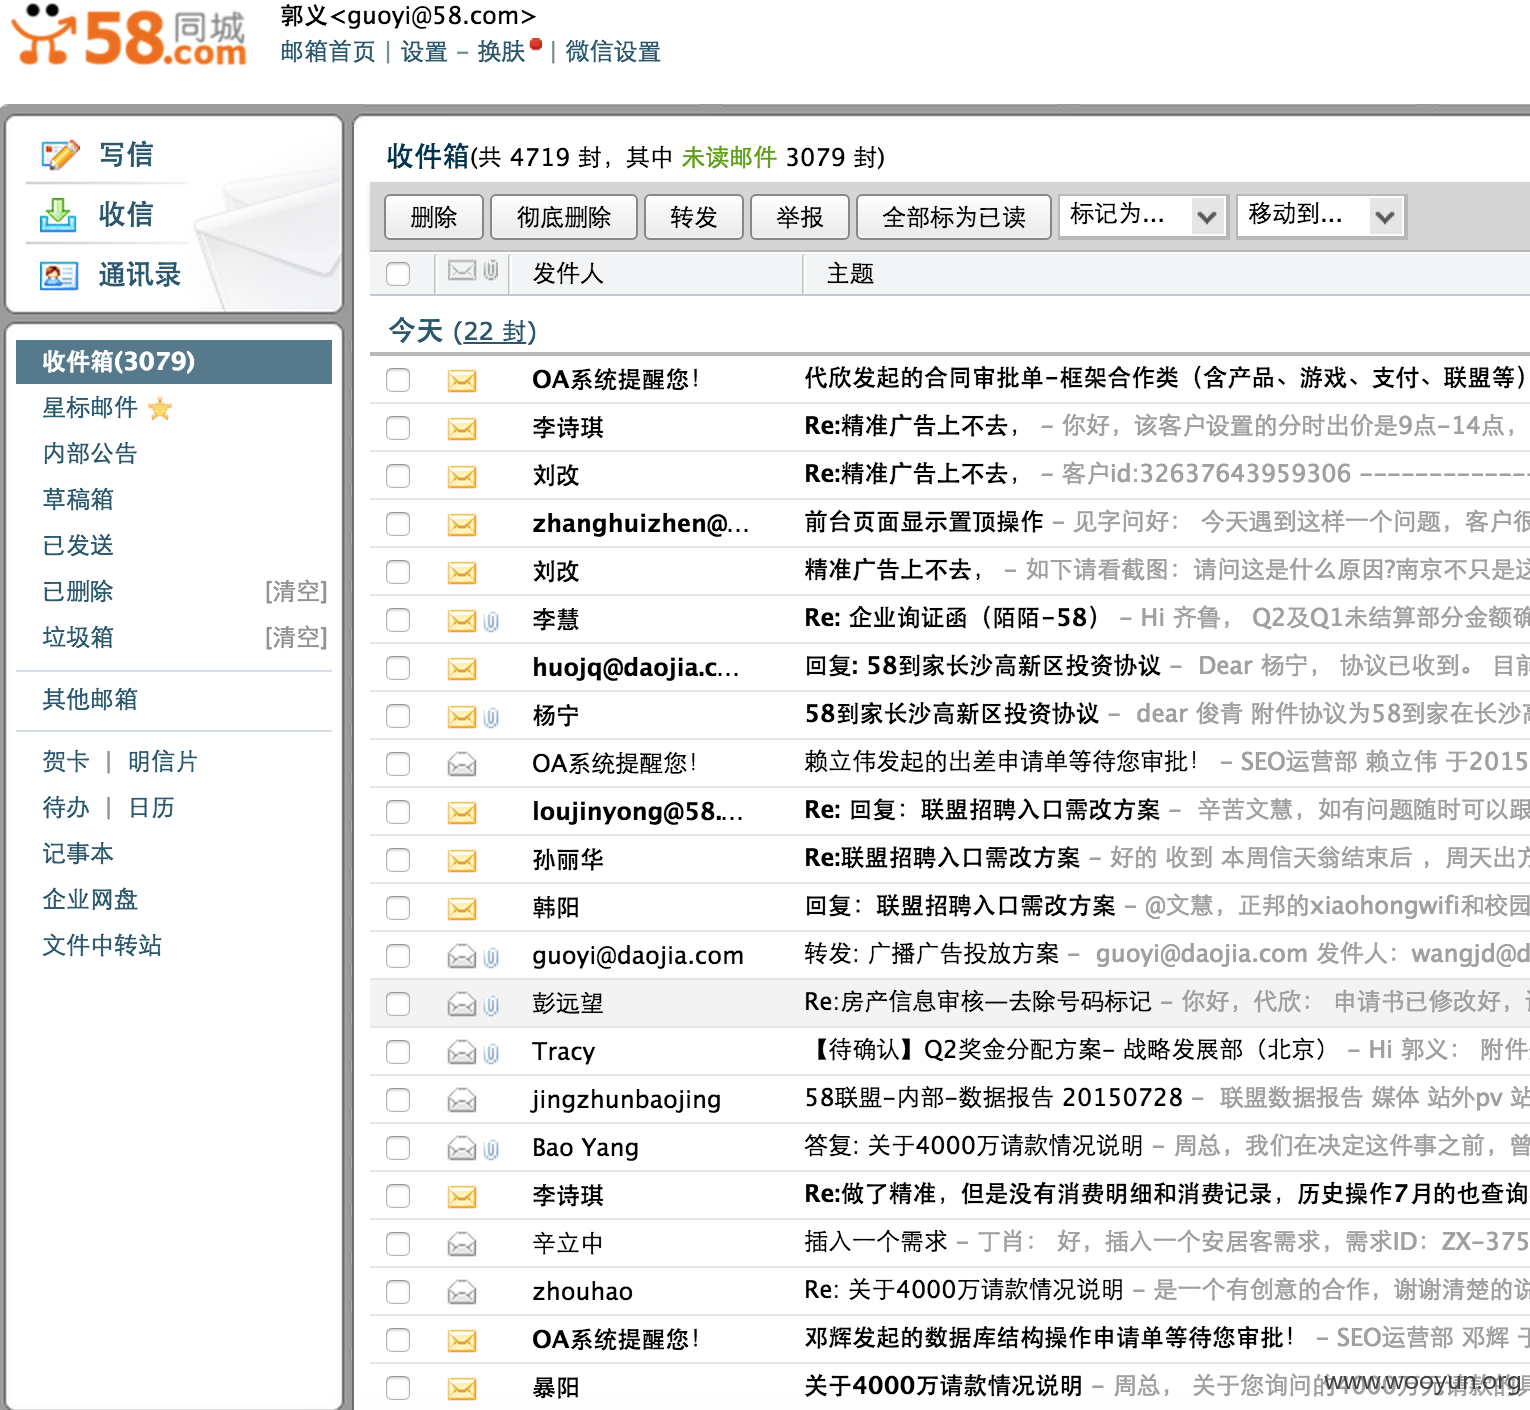 58同城.com
郭义<guoyi@58.com>
邮箱首页 | 设置 – 换肤 | 微信设置
写信
收信
通讯录
收件箱(3079)
星标邮件
内部公告
草稿箱
已发送
已删除 [清空]
垃圾箱 [清空]
其他邮箱
贺卡 | 明信片
待办 | 日历
记事本
企业网盘
文件中转站
收件箱(共 4719 封，其中 未读邮件 3079 封)
删除 彻底删除 转发 举报 全部标为已读 标记为... 移动到...
发件人 主题
今天 (22 封)
OA系统提醒您！ 代欣发起的合同审批单–框架合作类（含产品、游戏、支付、联盟等）
李诗琪 Re:精准广告上不去， – 你好，该客户设置的分时出价是9点–14点，
刘改 Re:精准广告上不去， – 客户id:32637643959306 -------------
zhanghuizhen@... 前台页面显示置顶操作 – 见字问好： 今天遇到这样一个问题，客户很
刘改 精准广告上不去， – 如下请看截图：请问这是什么原因?南京不只是这
李慧 Re: 企业询证函（陌陌–58） – Hi 齐鲁， Q2及Q1未结算部分金额确
huojq@daojia.c... 回复: 58到家长沙高新区投资协议 – Dear 杨宁， 协议已收到。 目前
杨宁 58到家长沙高新区投资协议 – dear 俊青 附件协议为58到家在长沙高
OA系统提醒您！ 赖立伟发起的出差申请单等待您审批！ – SEO运营部 赖立伟 于2015
loujinyong@58.... Re: 回复：联盟招聘入口需改方案 – 辛苦文慧，如有问题随时可以跟
孙丽华 Re:联盟招聘入口需改方案 – 好的 收到 本周信天翁结束后 ，周天出方
韩阳 回复：联盟招聘入口需改方案 – @文慧，正邦的xiaohongwifi和校园
guoyi@daojia.com 转发: 广播广告投放方案 – guoyi@daojia.com 发件人：wangjd@d
彭远望 Re:房产信息审核—去除号码标记 – 你好，代欣： 申请书已修改好，
Tracy 【待确认】Q2奖金分配方案– 战略发展部（北京） – Hi 郭义： 附件
jingzhunbaojing 58联盟–内部–数据报告 20150728 – 联盟数据报告 媒体 站外pv 站
Bao Yang 答复: 关于4000万请款情况说明 – 周总，我们在决定这件事之前，曾
李诗琪 Re:做了精准，但是没有消费明细和消费记录，历史操作7月的也查询
辛立中 插入一个需求 – 丁肖： 好，插入一个安居客需求，需求ID：ZX–375
zhouhao Re: 关于4000万请款情况说明 – 是一个有创意的合作，谢谢清楚的说
OA系统提醒您！ 邓辉发起的数据库结构操作申请单等待您审批！ – SEO运营部 邓辉 于
暴阳 关于4000万请款情况说明 – 周总， 关于您询问的4000万元请款的具
www.wooyun.org